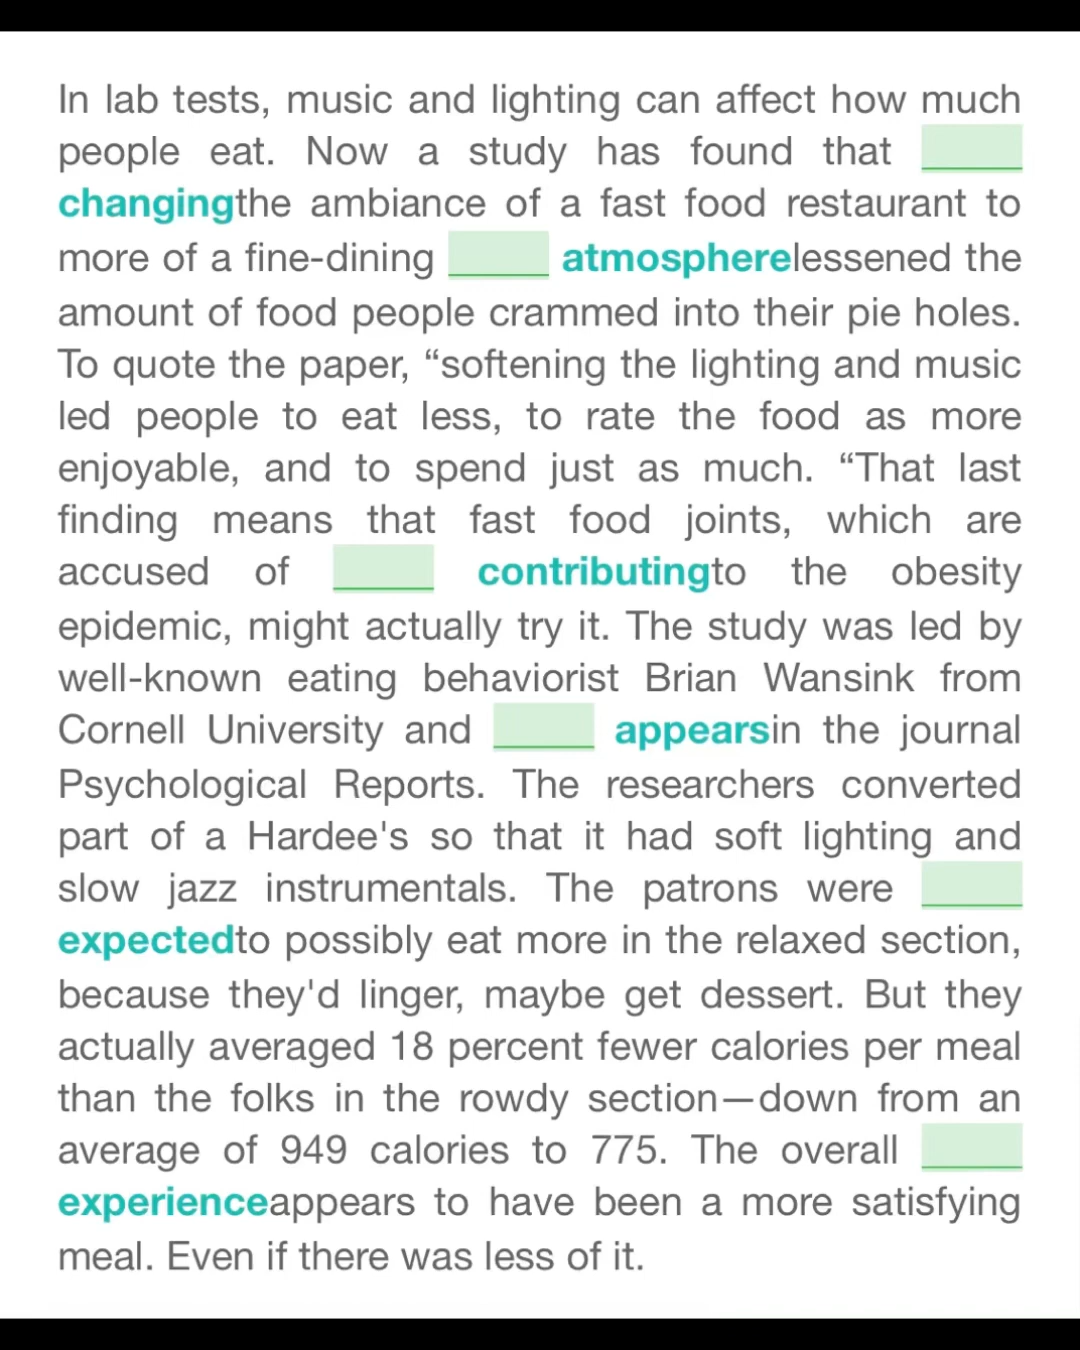 In lab tests, music and lighting can affect how much
people eat. Now a study has found that
changingthe ambiance of a fast food restaurant to
more of a fine-dining atmospherelessened the
amount of food people crammed into their pie holes.
To quote the paper, “softening the lighting and music
led people to eat less, to rate the food as more
enjoyable, and to spend just as much. “That last
finding means that fast food joints, which are
accused of contributingto the obesity
epidemic, might actually try it. The study was led by
well-known eating behaviorist Brian Wansink from
Cornell University and appearsin the journal
Psychological Reports. The researchers converted
part of a Hardee's so that it had soft lighting and
slow jazz instrumentals. The patrons were
expectedto possibly eat more in the relaxed section,
because they'd linger, maybe get dessert. But they
actually averaged 18 percent fewer calories per meal
than the folks in the rowdy section—down from an
average of 949 calories to 775. The overall
experienceappears to have been a more satisfying
meal. Even if there was less of it.